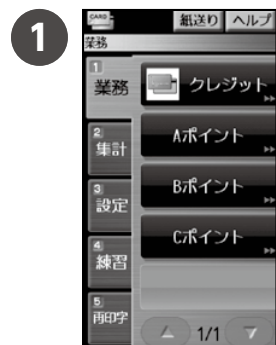 1
CARD
紙送り ヘルプ
業務
1
業務
クレジット
2
集計
Aポイント
3
設定
Bポイント
4
練習
Cポイント
5
再印字
1/1